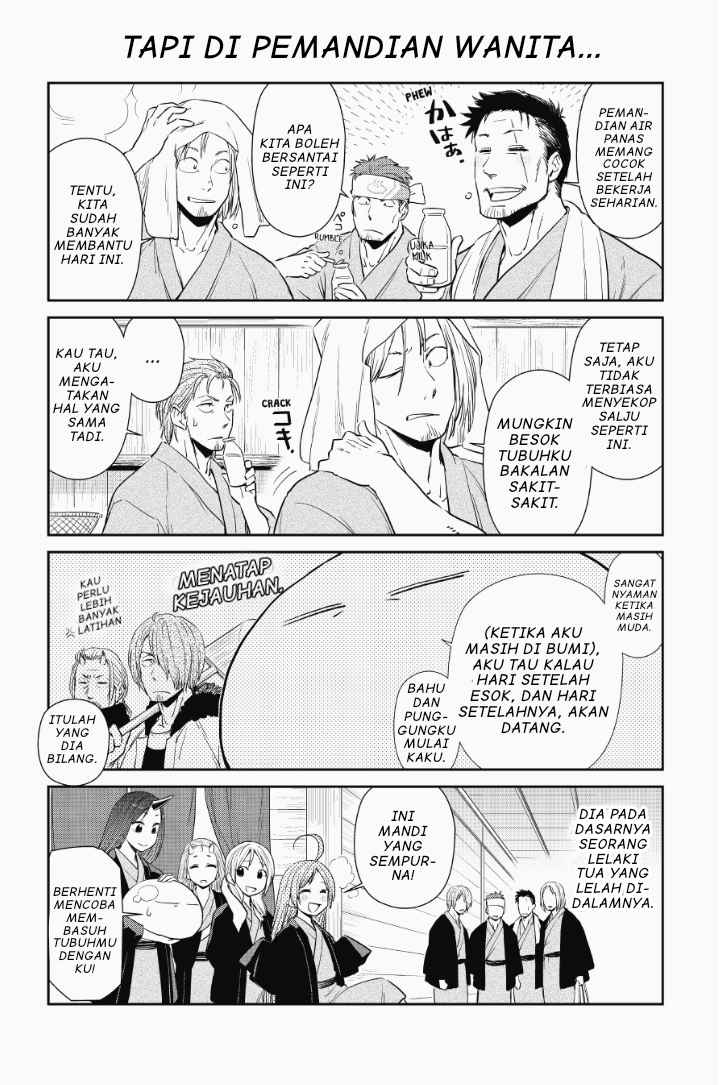 TAPI DI PEMANDIAN WANITA...
PEMAN-
DIAN AIR
PANAS
MEMANG
COCOK
SETELAH
BEKERJA
SEHARIAN.
PHEW
かはぁ。
APA
KITA BOLEH
BERSANTAI
SEPERTI
INI?
TENTU,
KITA
SUDAH
BANYAK
MEMBANTU
HARI INI.
ペコ
RUMBLE
MILK
TETAP
SAJA, AKU
TIDAK
TERBIASA
MENYEKOP
SALJU
SEPERTI
INI.
MUNGKIN
BESOK
TUBUHKU
BAKALAN
SAKIT-
SAKIT.
CRACK
コキ.
...
KAU TAU,
AKU
MENGA-
TAKAN
HAL YANG
SAMA
TADI.
SANGAT
NYAMAN
KETIKA
MASIH
MUDA.
(KETIKA AKU
MASIH DI BUMI),
AKU TAU KALAU
HARI SETELAH
ESOK, DAN HARI
SETELAHNYA, AKAN
DATANG.
BAHU
DAN
PUNG-
GUNGKU
MULAI
KAKU.
MENATAP
KEJAUHAN.
KAU
PERLU
LEBIH
BANYAK
LATIHAN
ITULAH
YANG
DIA
BILANG.
DIA PADA
DASARNYA
SEORANG
LELAKI
TUA YANG
LELAH DI-
DALAMNYA.
INI
MANDI
YANG
SEMPUR-
NA!
BERHENTI
MENCOBA
MEM-
BASUH
TUBUHMU
DENGAN
KU!